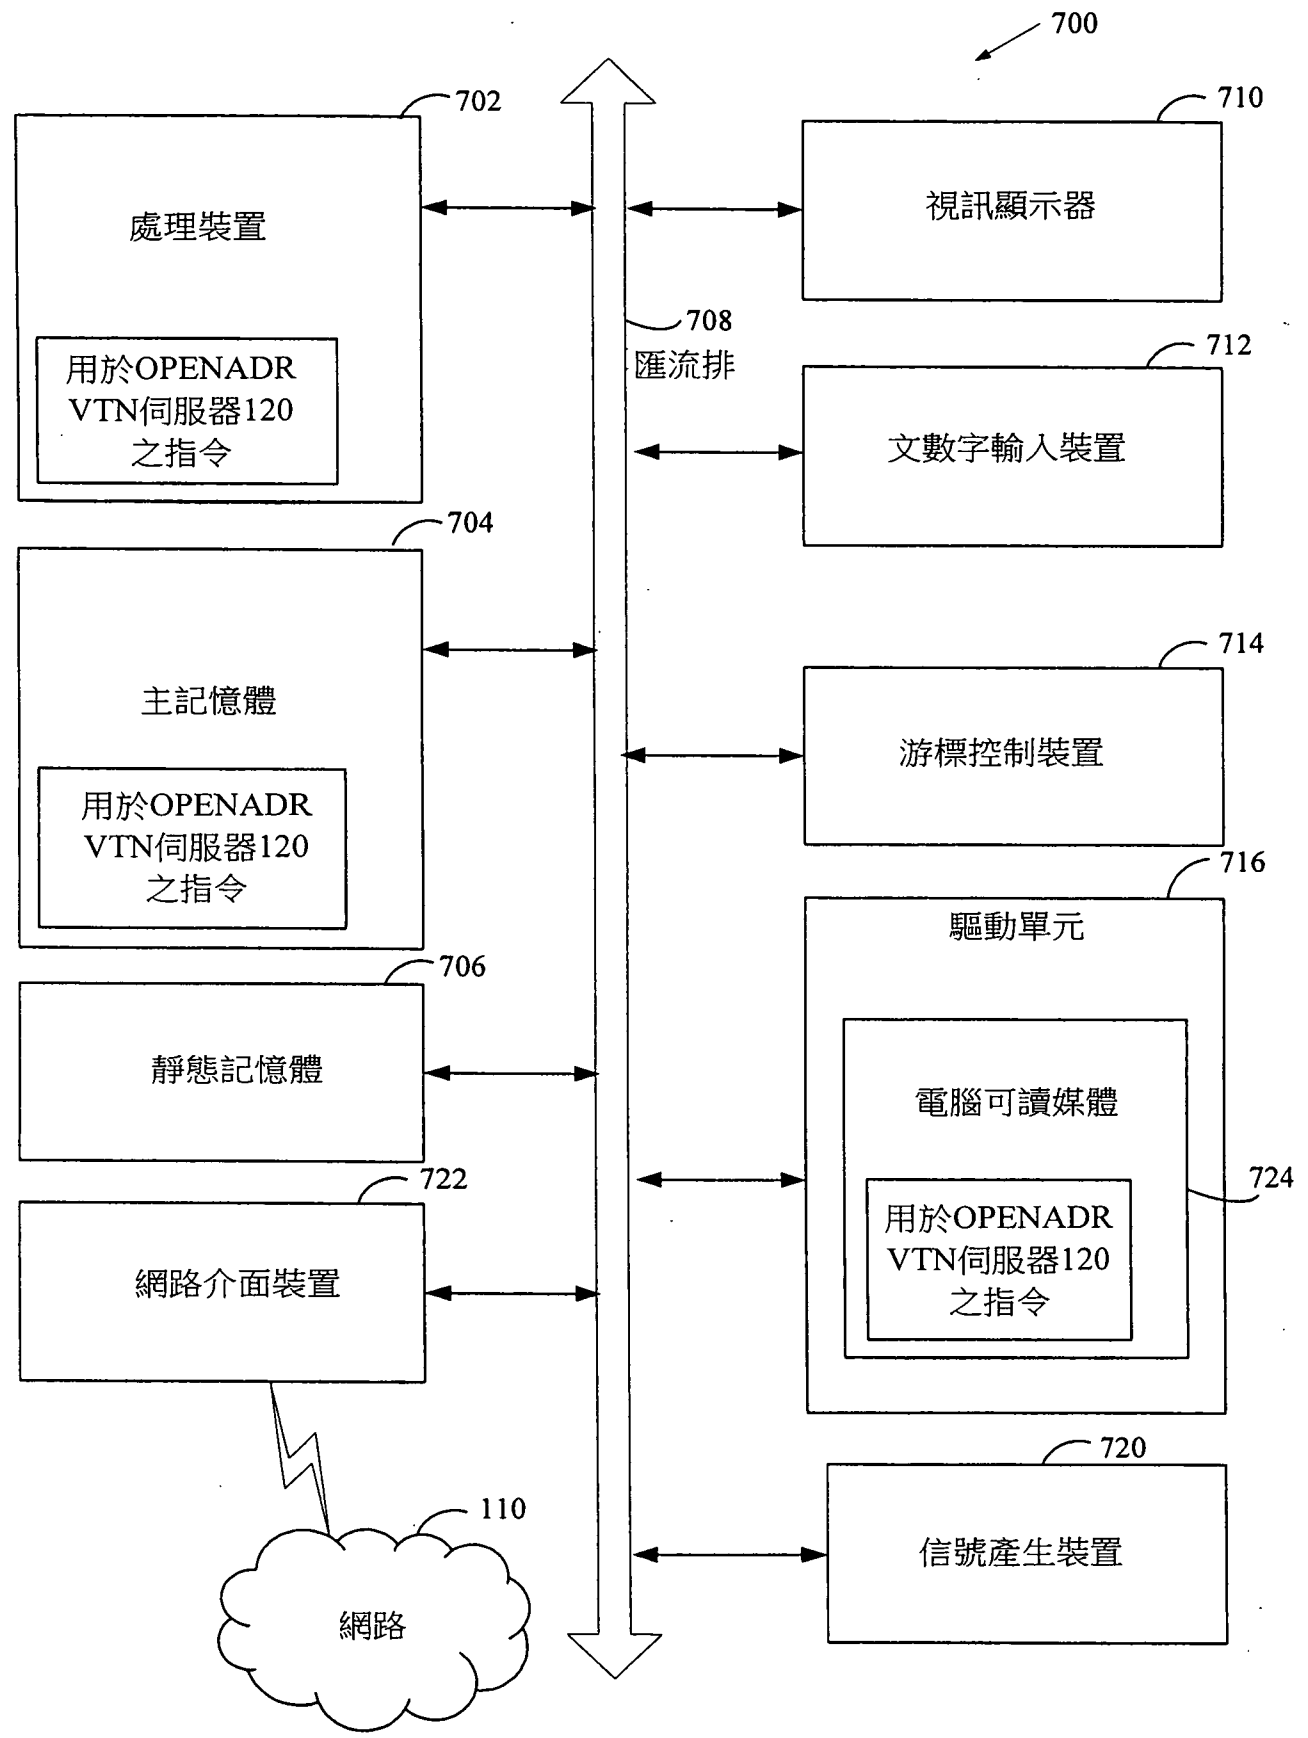 700
702
處理裝置
用於OPENADR
VTN伺服器120
之指令
704
主記憶體
用於OPENADR
VTN伺服器120
之指令
706
靜態記憶體
722
網路介面裝置
110
網路
708
匯流排
710
視訊顯示器
712
文數字輸入裝置
714
游標控制裝置
716
驅動單元
電腦可讀媒體
724
用於OPENADR
VTN伺服器120
之指令
720
信號產生裝置